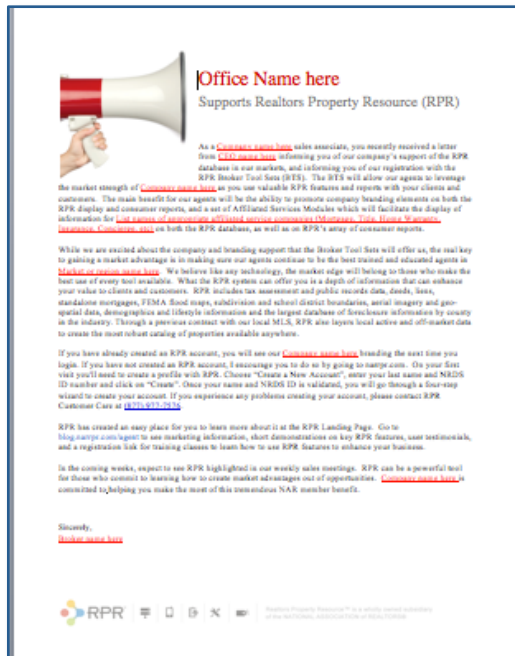 Office Name here
Supports Realtors Property Resource (RPR)
As a Company name here sales associate, you recently received a letter
from CEO name here informing you of our company's support of the RPR
database in our markets, and informing you of our registration with the
RPR Broker Tool Sets (BTS). The BTS will allow our agents to leverage
the market strength of Company name here as you use valuable RPR features and reports with your clients and
customers. The main benefit for our agents will be the ability to promote company branding elements on both the
RPR display and consumer reports, and a set of Affiliated Services Modules which will facilitate the display of
information for List names of appropriate affiliated service companies (Mortgage, Title, Home Warranty,
Insurance, Concierge, etc) on both the RPR database, as well as on RPR's array of consumer reports.
While we are excited about the company and branding support that the Broker Tool Sets will offer us, the real key
to gaining a market advantage is in making sure our agents continue to be the best trained and educated agents in
Market or region name here. We believe like any technology, the market edge will belong to those who make the
best use of every tool available. What the RPR system can offer you is a depth of information that can enhance
your value to clients and customers. RPR includes tax assessment and public records data, deeds, liens,
standalone mortgages, FEMA flood maps, subdivision and school district boundaries, aerial imagery and geo-
spatial data, demographics and lifestyle information and the largest database of foreclosure information by county
in the industry. Through a previous contract with our local MLS, RPR also layers local active and off-market data
to create the most robust catalog of properties available anywhere.
If you have already created an RPR account, you will see our Company name here branding the next time you
login. If you have not created an RPR account, I encourage you to do so by going to narrpr.com. On your first
visit you'll need to create a profile with RPR. Choose "Create a New Account", enter your last name and NRDS
ID number and click on "Create". Once your name and NRDS ID is validated, you will go through a four-step
wizard to create your account. If you experience any problems creating your account, please contact RPR
Customer Care at (877) 977-7576.
RPR has created an easy place for you to learn more about it at the RPR Landing Page. Go to
blog.narrpr.com/agent to see marketing information, short demonstrations on key RPR features, user testimonials,
and a registration link for training classes to learn how to use RPR features to enhance your business.
In the coming weeks, expect to see RPR highlighted in our weekly sales meetings. RPR can be a powerful tool
for those who commit to learning how to create market advantages out of opportunities. Company name here is
committed to helping you make the most of this tremendous NAR member benefit.
Sincerely,
Broker name here
RPR
Realtors Property Resource™ is a wholly owned subsidiary
of the NATIONAL ASSOCIATION of REALTORS®